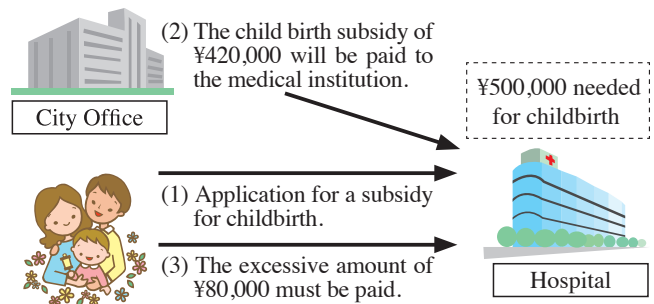 (2) The child birth subsidy of
¥420,000 will be paid to
the medical institution.
City Office
¥500,000 needed
for childbirth
(1) Application for a subsidy
for childbirth.
(3) The excessive amount of
¥80,000 must be paid.
Hospital